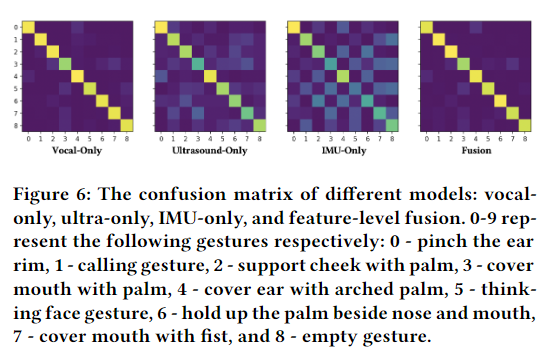 0
1
2
3
4
5
6
7
8
0 1 2 3 4 5 6 7 8
0 1 2 3 4 5 6 7 8
0 1 2 3 4 5 6 7 8
0 1 2 3 4 5 6 7 8
Vocal-Only
Ultrasound-Only
IMU-Only
Fusion
Figure 6: The confusion matrix of different models: vocal-
only, ultra-only, IMU-only, and feature-level fusion. 0-9 rep-
resent the following gestures respectively: 0 - pinch the ear
rim, 1 - calling gesture, 2 - support cheek with palm, 3 - cover
mouth with palm, 4 - cover ear with arched palm, 5 - think-
ing face gesture, 6 - hold up the palm beside nose and mouth,
7 - cover mouth with fist, and 8 - empty gesture.